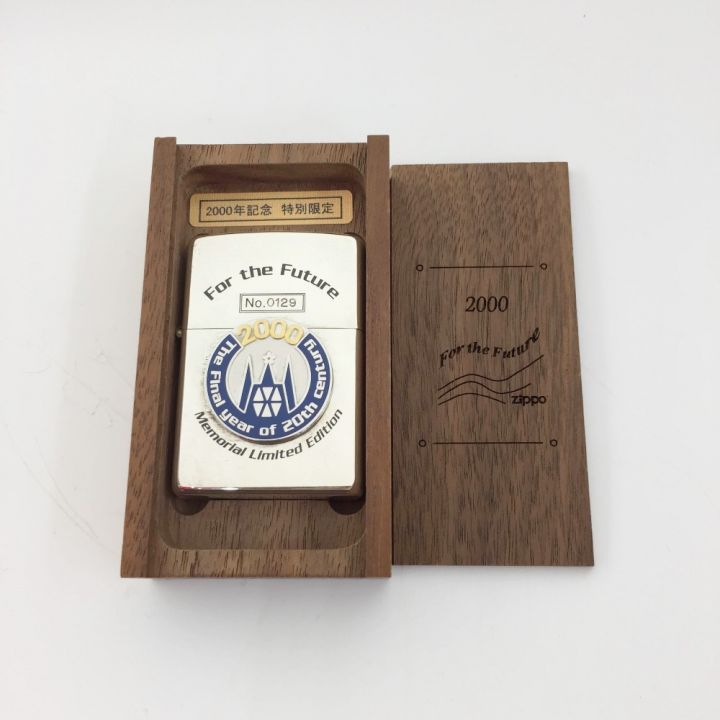 2000年記念 特別限定
For the Future
No.0129
2000
The Final year of 20th century
Memorial Limited Edition
2000
For the Future
zippo